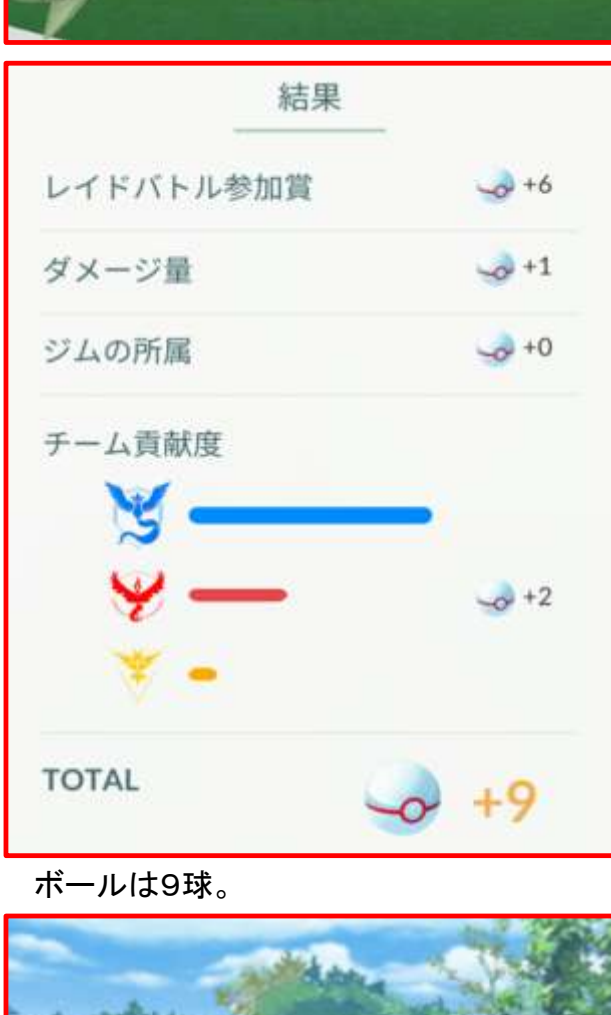 結果
レイドバトル参加賞 +6
ダメージ量 +1
ジムの所属 +0
チーム貢献度
+2
TOTAL +9
ボールは9球。